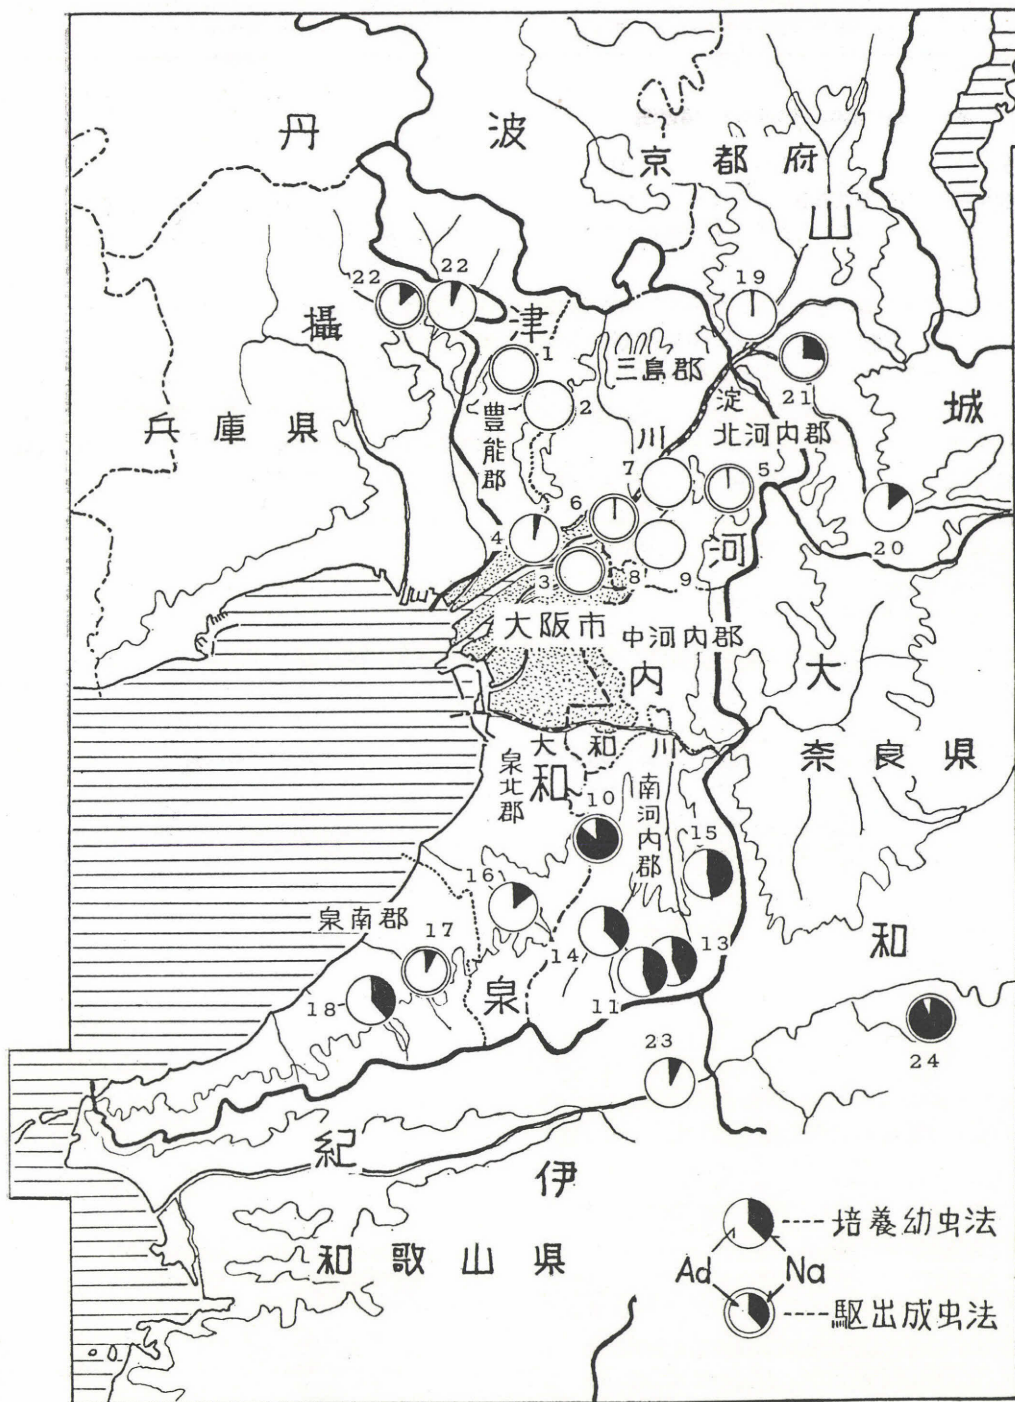 丹 波
京都府
山
22 22
19
攝 津
1
三島郡
2
21
淀
城
兵庫県
豊能郡
川
北河内郡
7
5
6
4
20
河
3
8
9
大阪市
中河内郡
内
大
大和川
奈良県
泉北郡
和
10
南河内郡
15
16
泉南郡
17
14
13
和
18
泉
11
24
23
紀
伊
培養幼虫法
和歌山県
Ad Na
駆出成虫法